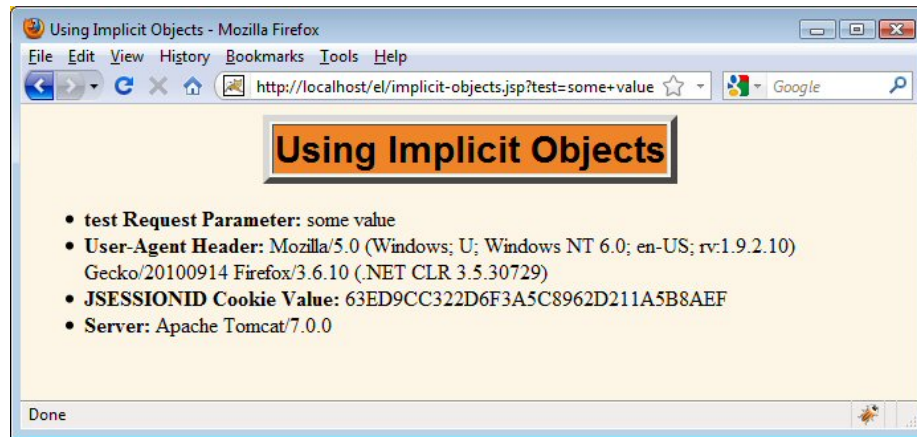 Using Implicit Objects - Mozilla Firefox
File Edit View History Bookmarks Tools Help
http://localhost/el/implicit-objects.jsp?test=some+value Google
Using Implicit Objects
• test Request Parameter: some value
• User-Agent Header: Mozilla/5.0 (Windows; U; Windows NT 6.0; en-US; rv:1.9.2.10)
Gecko/20100914 Firefox/3.6.10 (.NET CLR 3.5.30729)
• JSESSIONID Cookie Value: 63ED9CC322D6F3A5C8962D211A5B8AEF
• Server: Apache Tomcat/7.0.0
Done